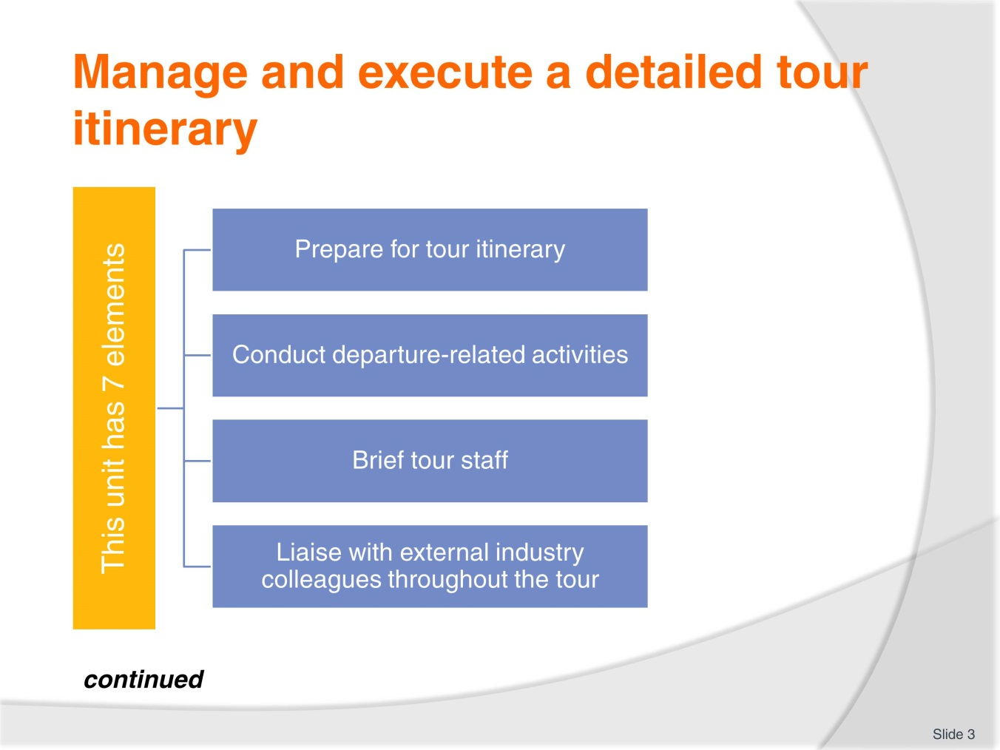 Manage and execute a detailed tour
itinerary
This unit has 7 elements
Prepare for tour itinerary
Conduct departure-related activities
Brief tour staff
Liaise with external industry
colleagues throughout the tour
continued
Slide 3